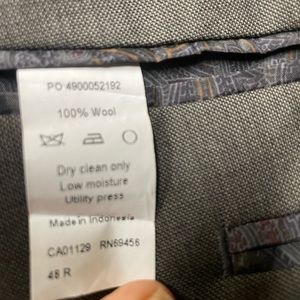 PO 4900052192
100% Wool
Dry clean only
Low moisture
Utility press
Made in Indonesia
CA01129 RN69456
48 R